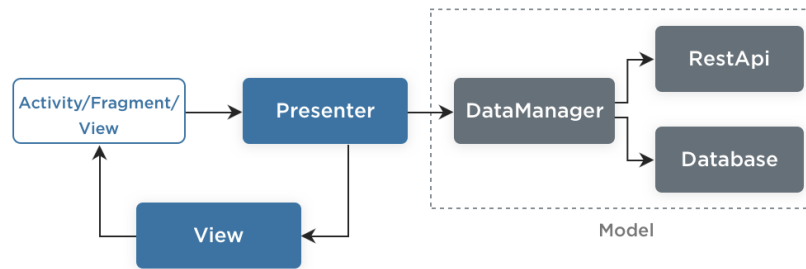 Activity/Fragment/
View
Presenter
DataManager
RestApi
Database
View
Model